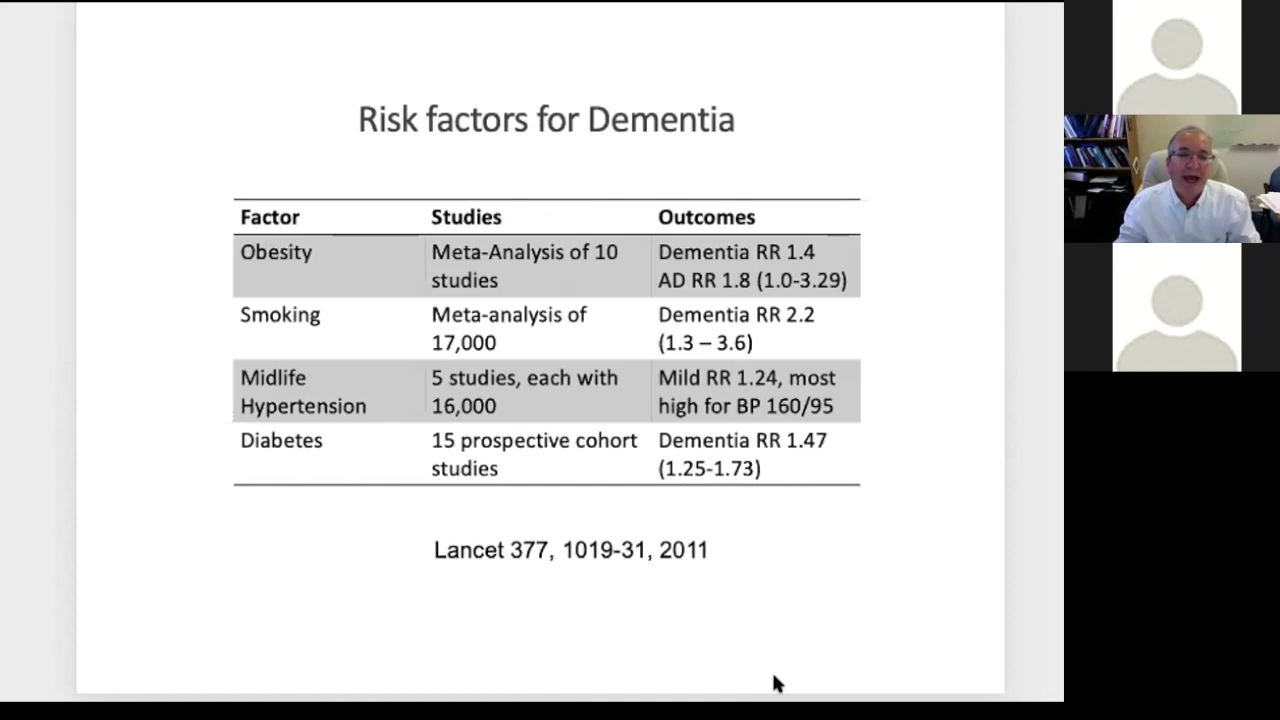 Risk factors for Dementia
Factor Studies Outcomes
Obesity Meta-Analysis of 10 studies Dementia RR 1.4 AD RR 1.8 (1.0-3.29)
Smoking Meta-analysis of 17,000 Dementia RR 2.2 (1.3 – 3.6)
Midlife Hypertension 5 studies, each with 16,000 Mild RR 1.24, most high for BP 160/95
Diabetes 15 prospective cohort studies Dementia RR 1.47 (1.25-1.73)
Lancet 377, 1019-31, 2011